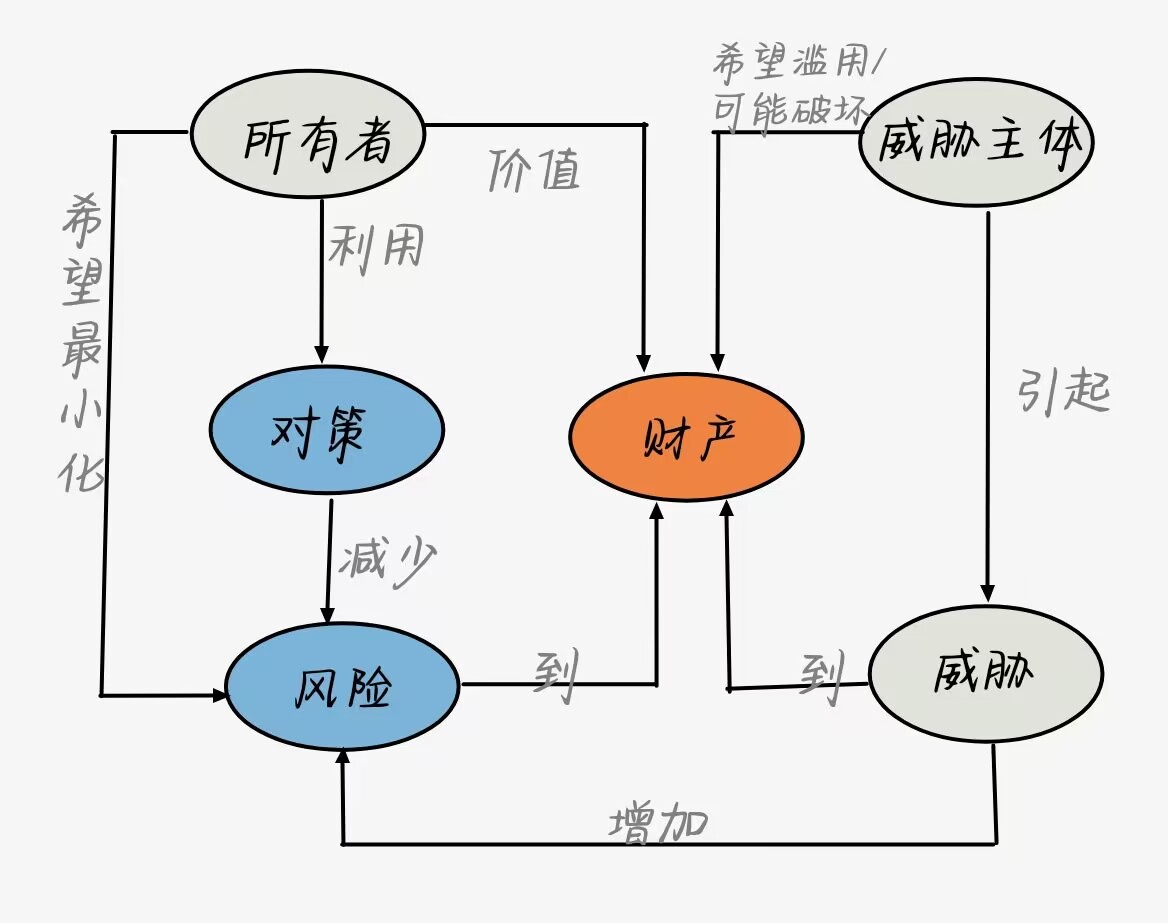 希望滥用/
可能破坏
所有者
威胁主体
价值
希望最小化
利用
引起
对策
财产
减少
到
到
威胁
风险
增加